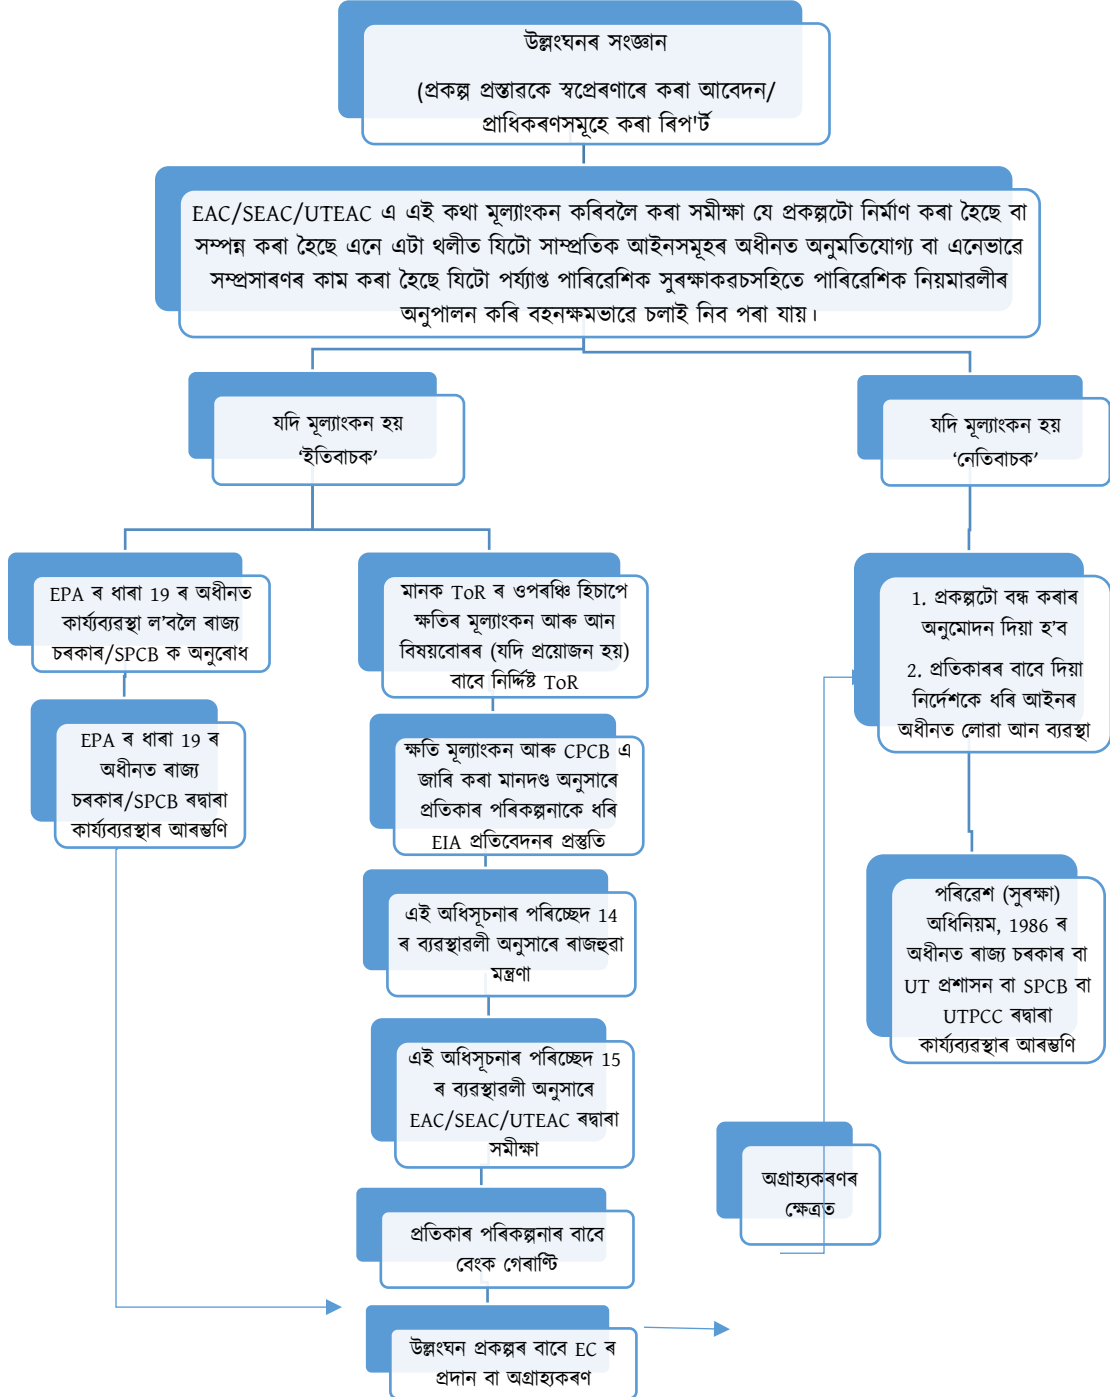 উল্লংঘনৰ সংজ্ঞান
(প্ৰকল্প প্ৰস্তাৱকে স্বপ্ৰেৰণাৰে কৰা আবেদন/
প্ৰাধিকৰণসমূহে কৰা ৰিপ'ৰ্ট
EAC/SEAC/UTEAC এ এই কথা মূল্যাংকন কৰিবলৈ কৰা সমীক্ষা যে প্ৰকল্পটো নিৰ্মাণ কৰা হৈছে বা
সম্পন্ন কৰা হৈছে এনে এটা থলীত যিটো সাম্প্ৰতিক আইনসমূহৰ অধীনত অনুমতিযোগ্য বা এনেভাৱে
সম্প্ৰসাৰণৰ কাম কৰা হৈছে যিটো পৰ্য্যাপ্ত পাৰিৱেশিক সুৰক্ষাকৱচসহিতে পাৰিৱেশিক নিয়মাৱলীৰ
অনুপালন কৰি বহনক্ষমভাৱে চলাই নিব পৰা যায়।
যদি মূল্যাংকন হয়
‘ইতিবাচক’
যদি মূল্যাংকন হয়
‘নেতিবাচক’
EPA ৰ ধাৰা 19 ৰ অধীনত
কাৰ্য্যব্যৱস্থা ল’বলৈ ৰাজ্য
চৰকাৰ/SPCB ক অনুৰোধ
EPA ৰ ধাৰা 19 ৰ
অধীনত ৰাজ্য
চৰকাৰ/SPCB ৰদ্বাৰা
কাৰ্য্যব্যৱস্থাৰ আৰম্ভণি
মানক ToR ৰ ওপৰঞ্চি হিচাপে
ক্ষতিৰ মূল্যাংকন আৰু আন
বিষয়বোৰৰ (যদি প্ৰয়োজন হয়)
বাবে নিৰ্দ্দিষ্ট ToR
ক্ষতি মূল্যাংকন আৰু CPCB এ
জাৰি কৰা মানদণ্ড অনুসাৰে
প্ৰতিকাৰ পৰিকল্পনাকে ধৰি
EIA প্ৰতিবেদনৰ প্ৰস্তুতি
এই অধিসূচনাৰ পৰিচ্ছেদ 14
ৰ ব্যৱস্থাৱলী অনুসাৰে ৰাজহুৱা
মন্ত্ৰণা
এই অধিসূচনাৰ পৰিচ্ছেদ 15
ৰ ব্যৱস্থাৱলী অনুসাৰে
EAC/SEAC/UTEAC ৰদ্বাৰা
সমীক্ষা
প্ৰতিকাৰ পৰিকল্পনাৰ বাবে
বেংক গেৰাণ্টি
উল্লংঘন প্ৰকল্পৰ বাবে EC ৰ
প্ৰদান বা অগ্ৰাহ্যকৰণ
অগ্ৰাহ্যকৰণৰ
ক্ষেত্ৰত
1. প্ৰকল্পটো বন্ধ কৰাৰ
অনুমোদন দিয়া হ’ব
2. প্ৰতিকাৰৰ বাবে দিয়া
নিৰ্দেশকে ধৰি আইনৰ
অধীনত লোৱা আন ব্যৱস্থা
পৰিৱেশ (সুৰক্ষা)
অধিনিয়ম, 1986 ৰ
অধীনত ৰাজ্য চৰকাৰ বা
UT প্ৰশাসন বা SPCB বা
UTPCC ৰদ্বাৰা
কাৰ্য্যব্যৱস্থাৰ আৰম্ভণি